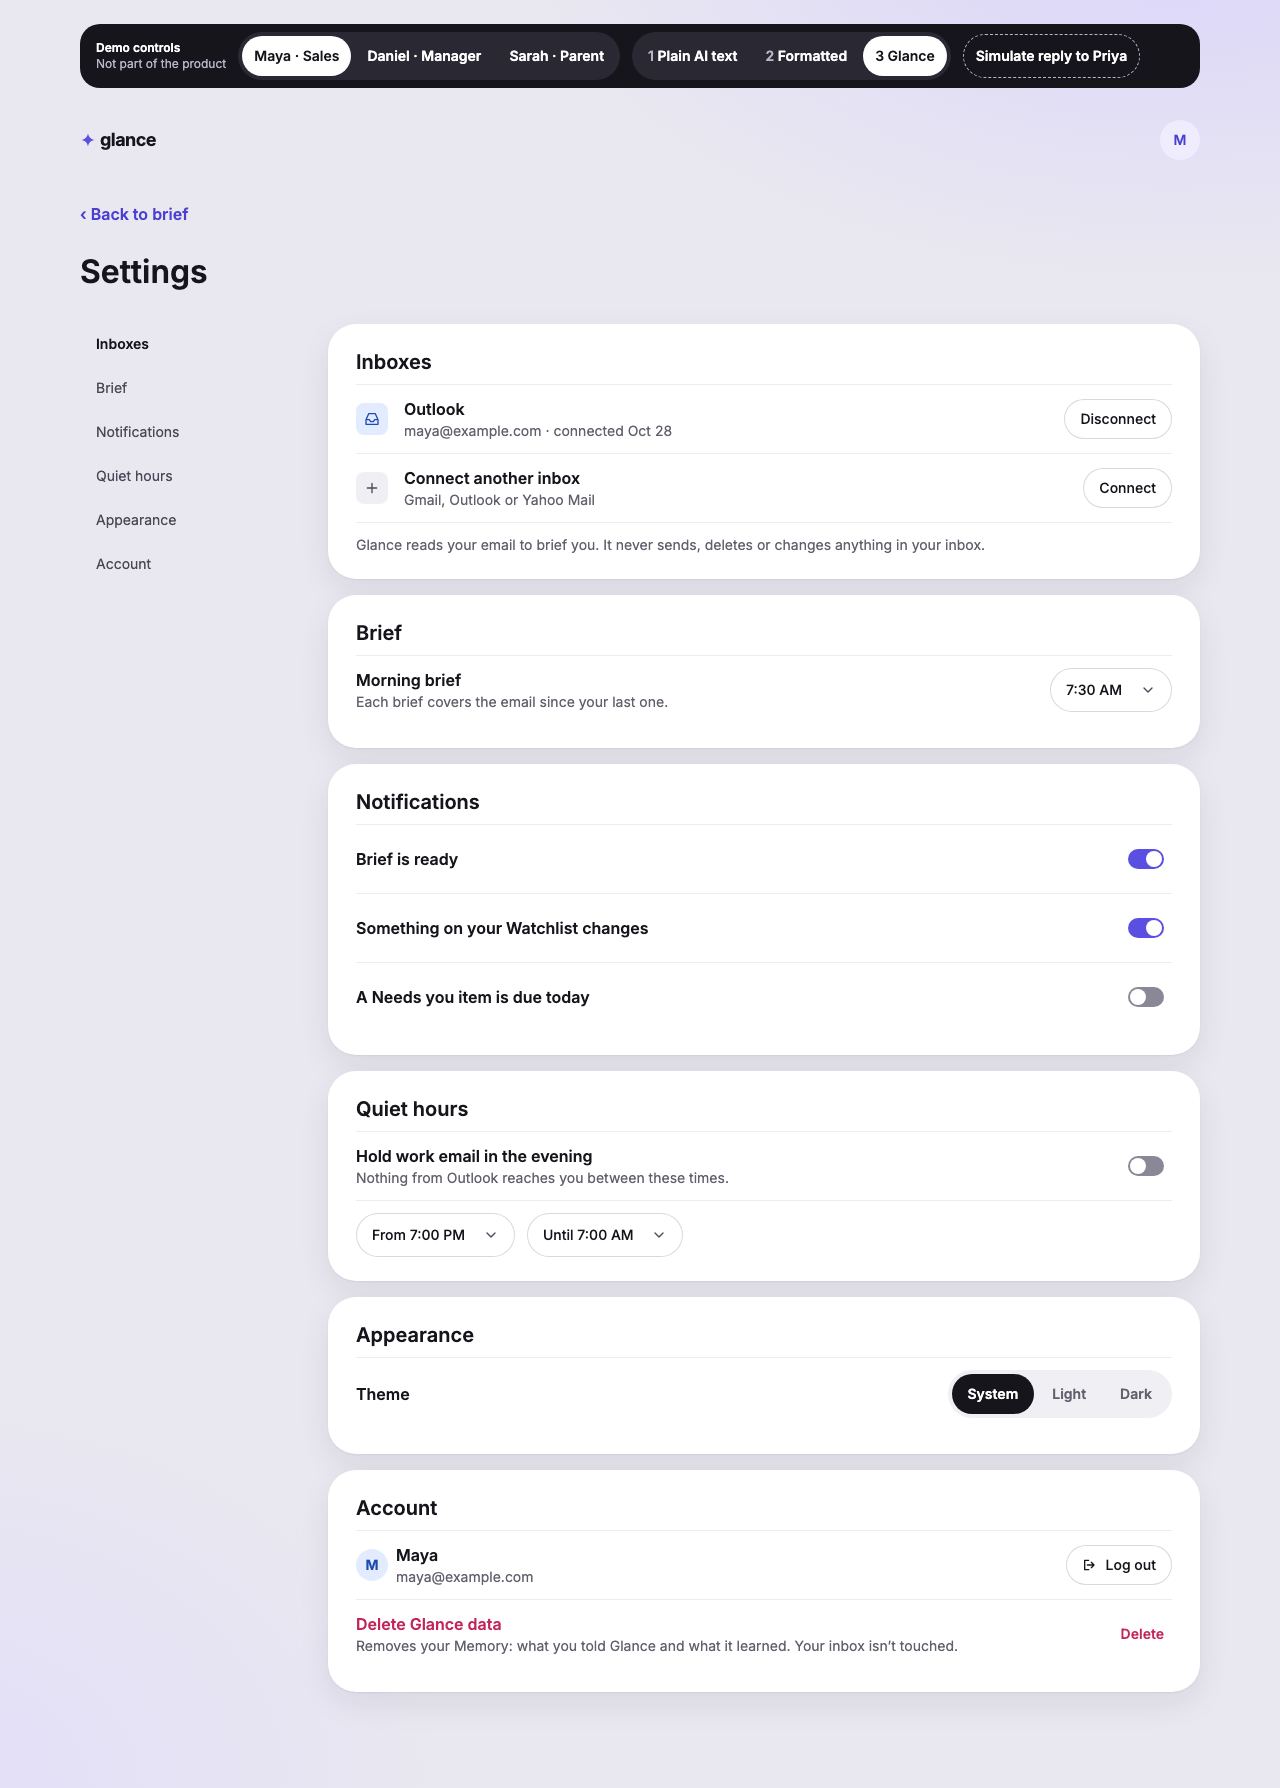 Demo controls
Not part of the product
Maya · Sales
Daniel · Manager
Sarah · Parent
1 Plain AI text
2 Formatted
3 Glance
Simulate reply to Priya
glance
M
‹ Back to brief
Settings
Inboxes
Brief
Notifications
Quiet hours
Appearance
Account
Inboxes
Outlook
maya@example.com · connected Oct 28
Disconnect
Connect another inbox
Gmail, Outlook or Yahoo Mail
Connect
Glance reads your email to brief you. It never sends, deletes or changes anything in your inbox.
Brief
Morning brief
Each brief covers the email since your last one.
7:30 AM
Notifications
Brief is ready
Something on your Watchlist changes
A Needs you item is due today
Quiet hours
Hold work email in the evening
Nothing from Outlook reaches you between these times.
From 7:00 PM
Until 7:00 AM
Appearance
Theme
System
Light
Dark
Account
M
Maya
maya@example.com
Log out
Delete Glance data
Removes your Memory: what you told Glance and what it learned. Your inbox isn’t touched.
Delete